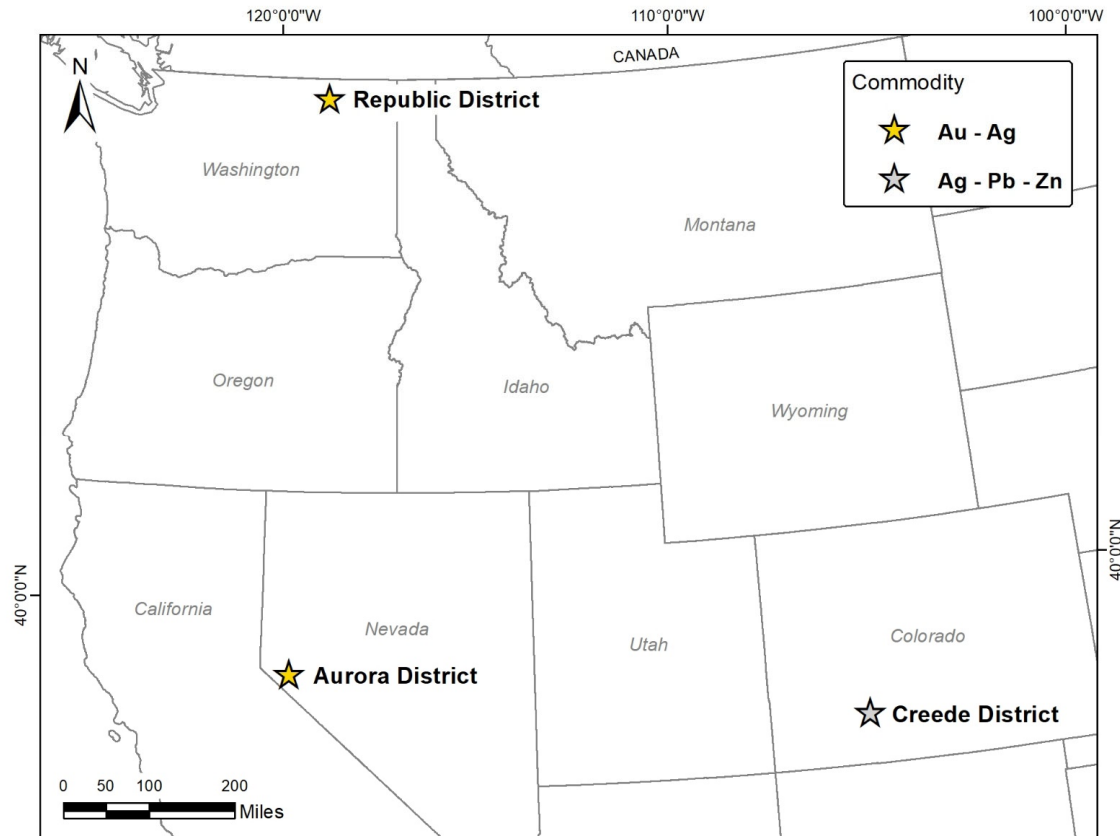 120°0'0"W
110°0'0"W
100°0'0"W
CANADA
N
Republic District
Commodity
Au - Ag
Ag - Pb - Zn
Washington
Montana
Oregon
Idaho
Wyoming
40°0'0"N
40°0'0"N
California
Nevada
Utah
Colorado
Aurora District
Creede District
0 50 100 200
Miles